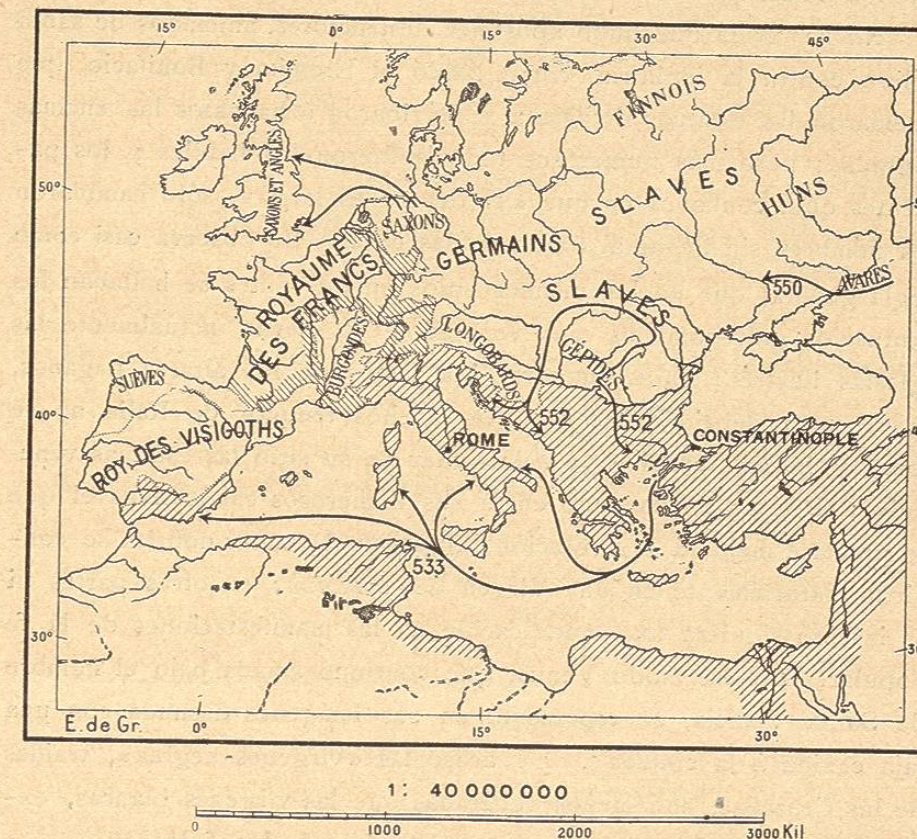 15° 0° 15° 30° 45°
FINNOIS
50°
SAXONS ET ANGLES
SLAVES
HUNS
SAXONS
GERMAINS
ROYAUME
DES FRANCS
SLAVES
550
AVARES
BURGONDES
LONGOBARDS
GÉPIDES
SUÈVES
40°
552
552
ROY DES VISIGOTHS
ROME
CONSTANTINOPLE
40°
533
30°
E. de Gr.
0° 15° 30°
1: 40 000 000
0 1000 2000 3000 Kil